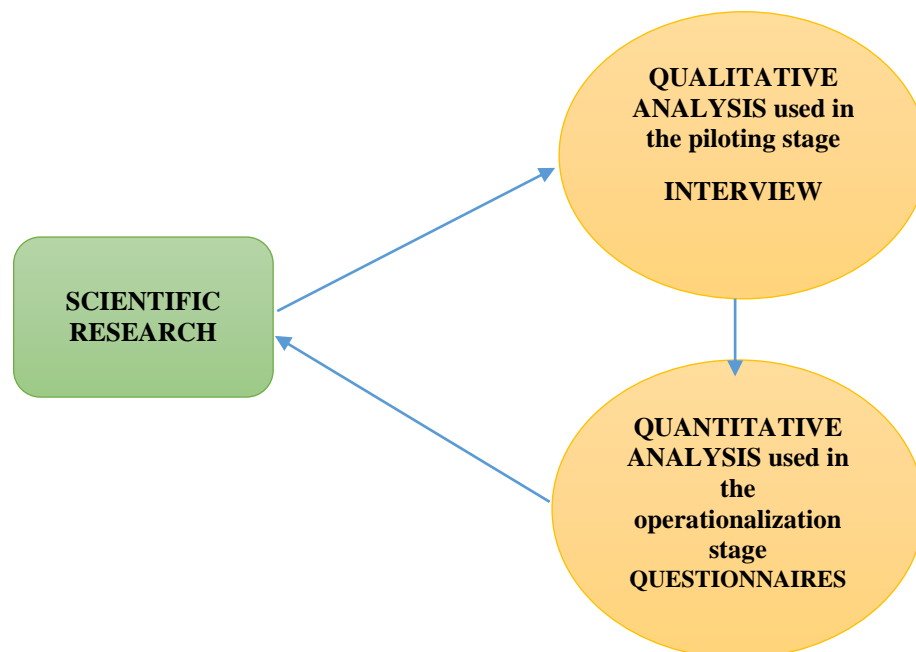 QUALITATIVE
ANALYSIS used in
the piloting stage
INTERVIEW
SCIENTIFIC
RESEARCH
QUANTITATIVE
ANALYSIS used in
the
operationalization
stage
QUESTIONNAIRES